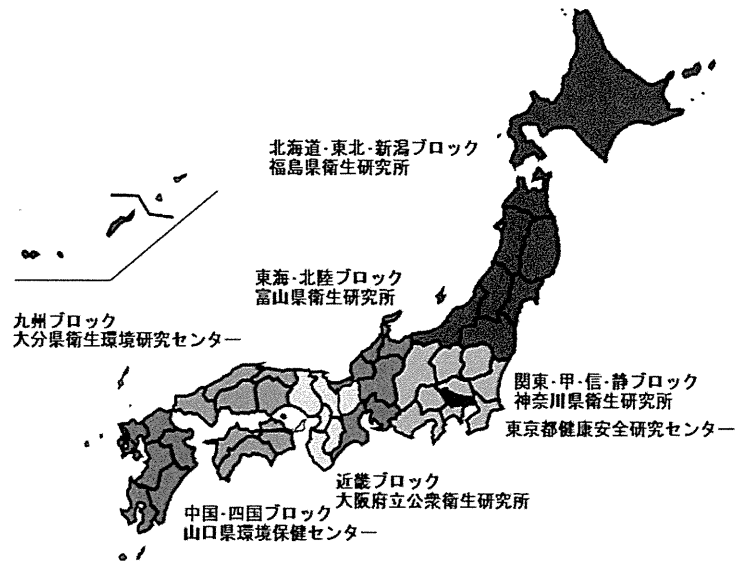 北海道・東北・新潟ブロック
福島県衛生研究所
東海・北陸ブロック
富山県衛生研究所
九州ブロック
大分県衛生環境研究センター
関東・甲・信・静ブロック
神奈川県衛生研究所
東京都健康安全研究センター
近畿ブロック
大阪府立公衆衛生研究所
中国・四国ブロック
山口県環境保健センター